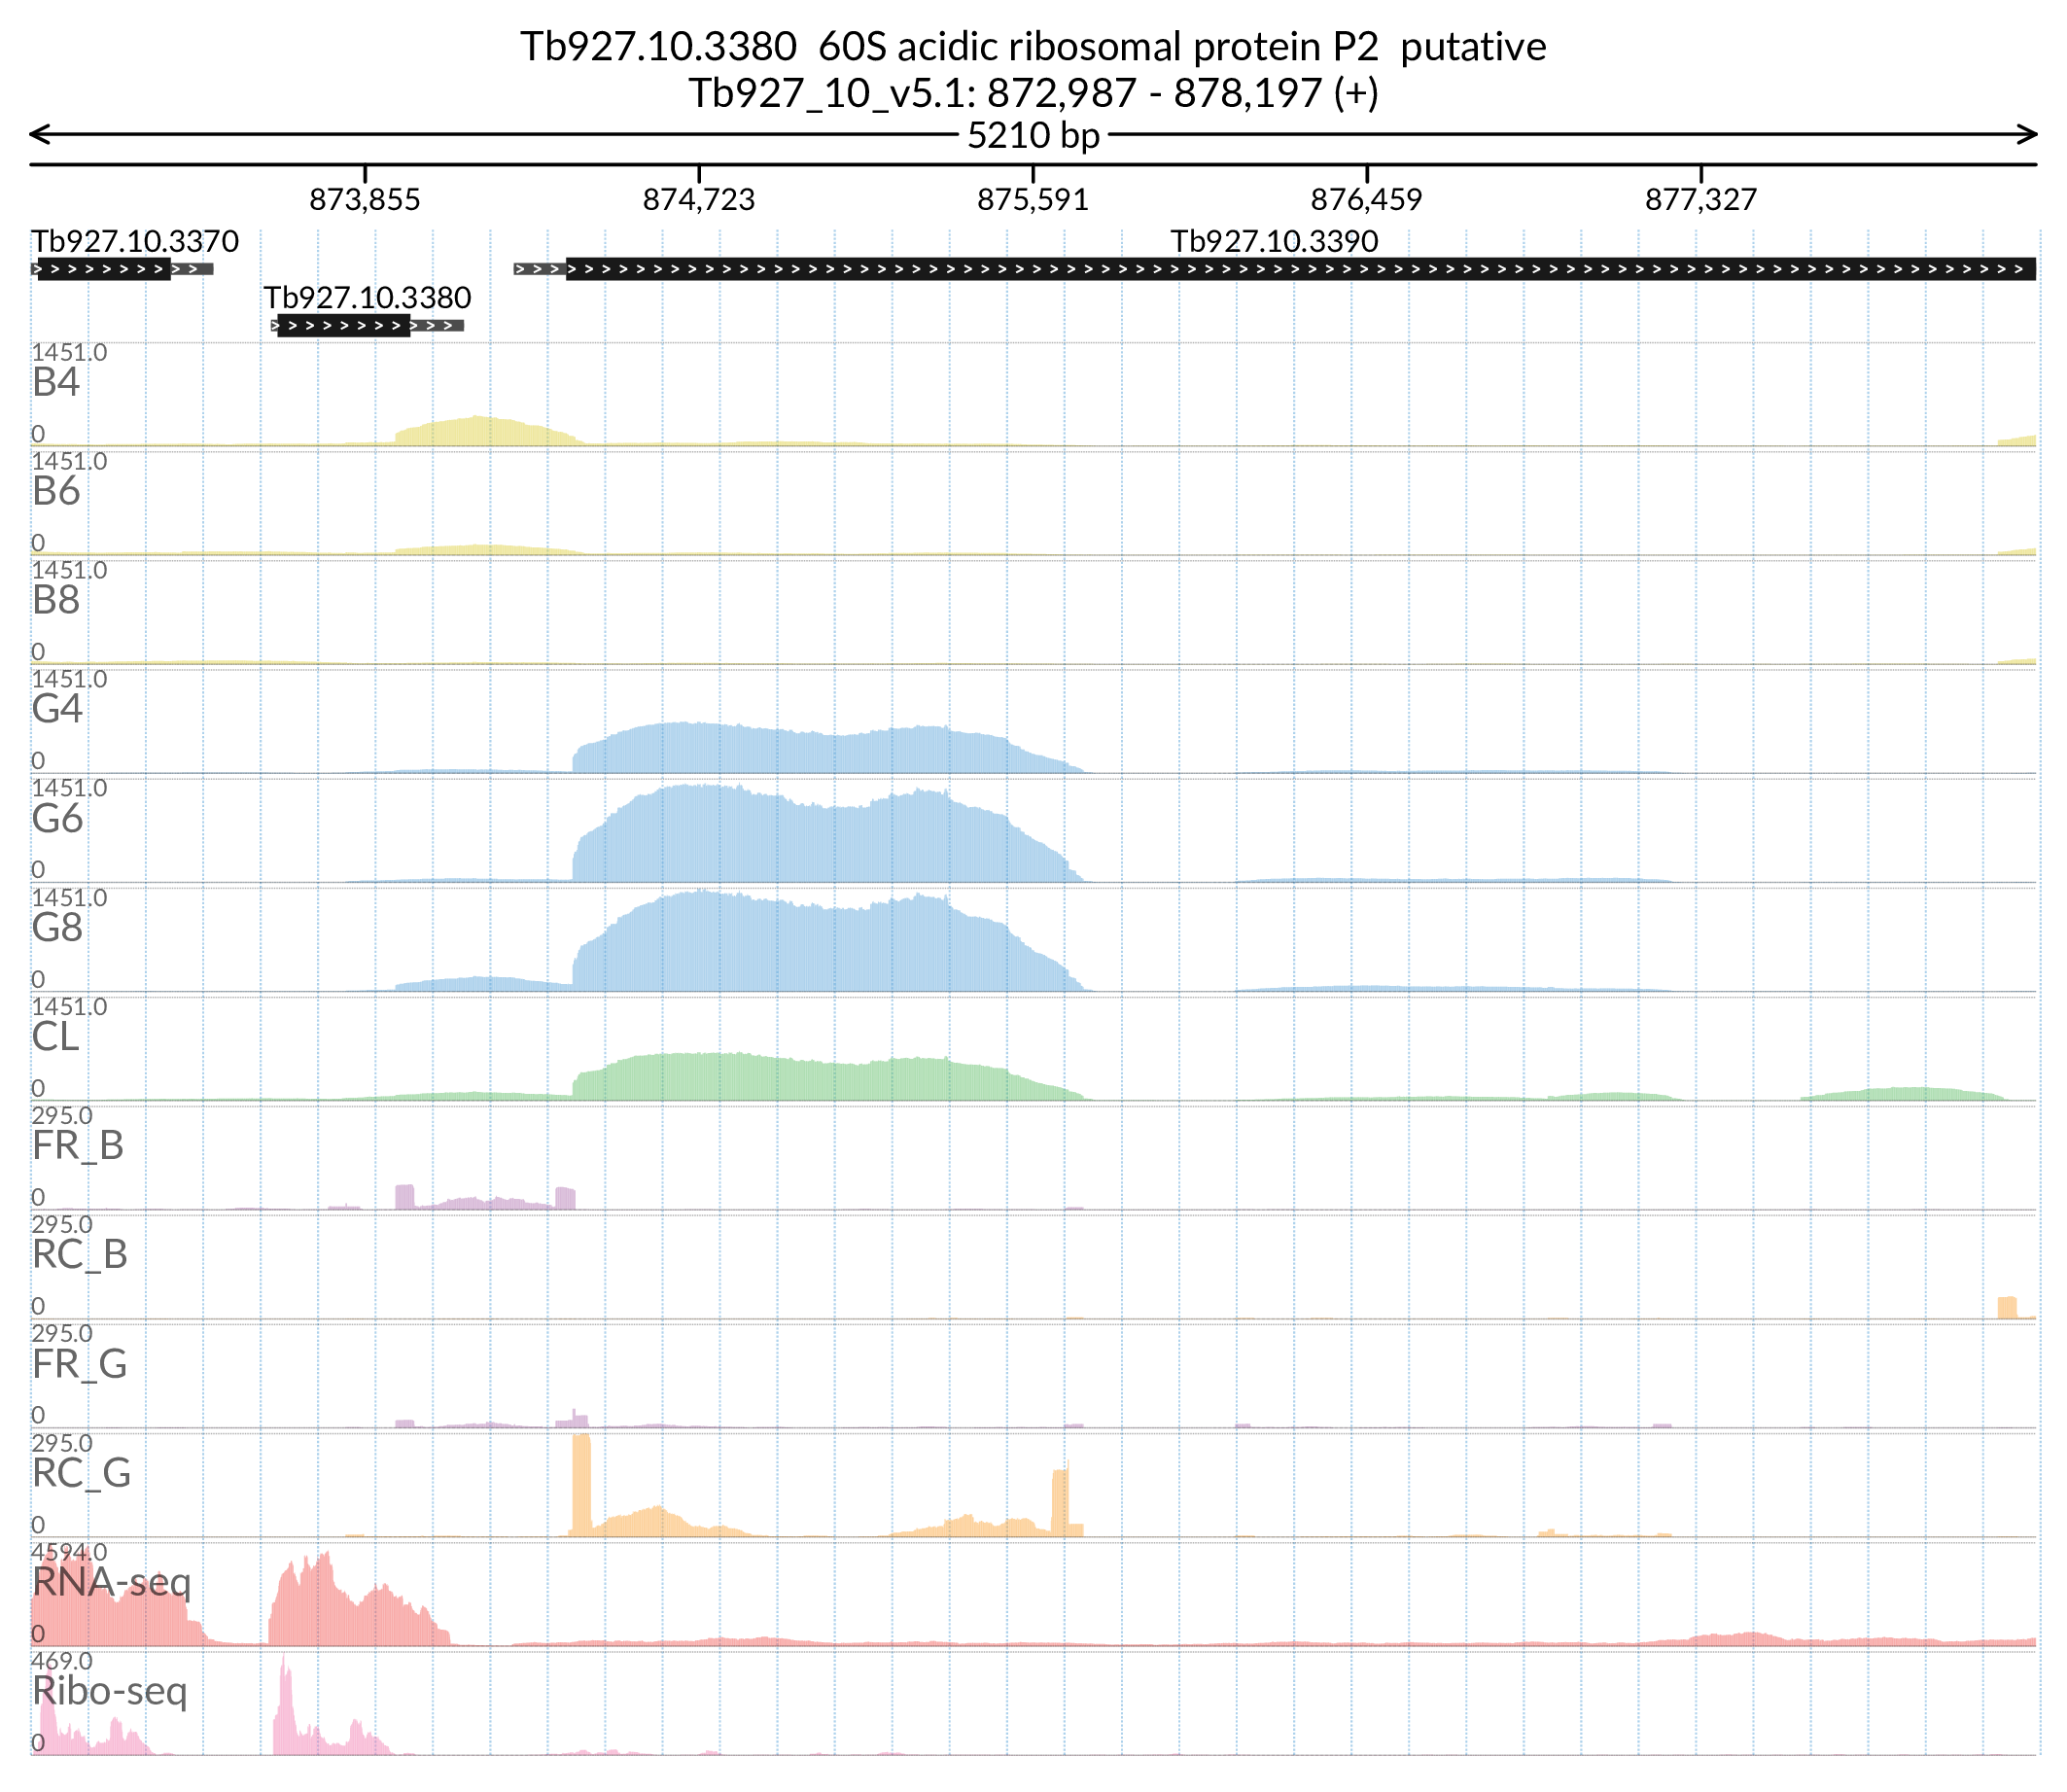 Tb927.10.3380  60S acidic ribosomal protein P2  putative
Tb927_10_v5.1: 872,987 - 878,197 (+)
5210 bp
873,855 874,723 875,591 876,459 877,327
Tb927.10.3370 Tb927.10.3390
Tb927.10.3380
1451.0
B4
0
1451.0
B6
0
1451.0
B8
0
1451.0
G4
0
1451.0
G6
0
1451.0
G8
0
1451.0
CL
0
295.0
FR_B
0
295.0
RC_B
0
295.0
FR_G
0
295.0
RC_G
0
4594.0
RNA-seq
0
469.0
Ribo-seq
0